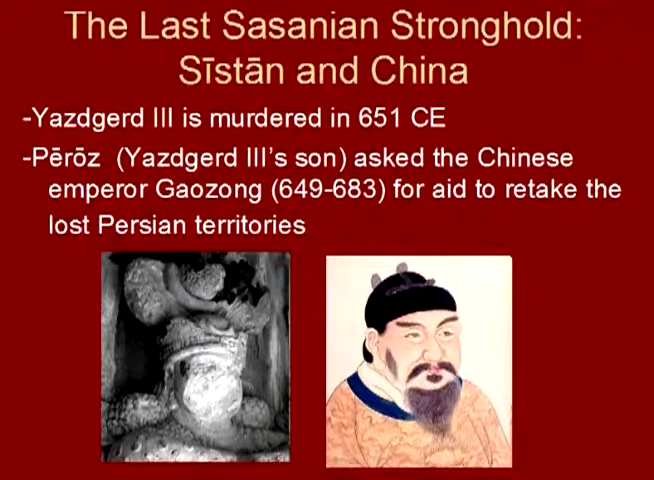 The Last Sasanian Stronghold:
Sīstān and China
-Yazdgerd III is murdered in 651 CE
-Pērōz (Yazdgerd III's son) asked the Chinese
emperor Gaozong (649-683) for aid to retake the
lost Persian territories